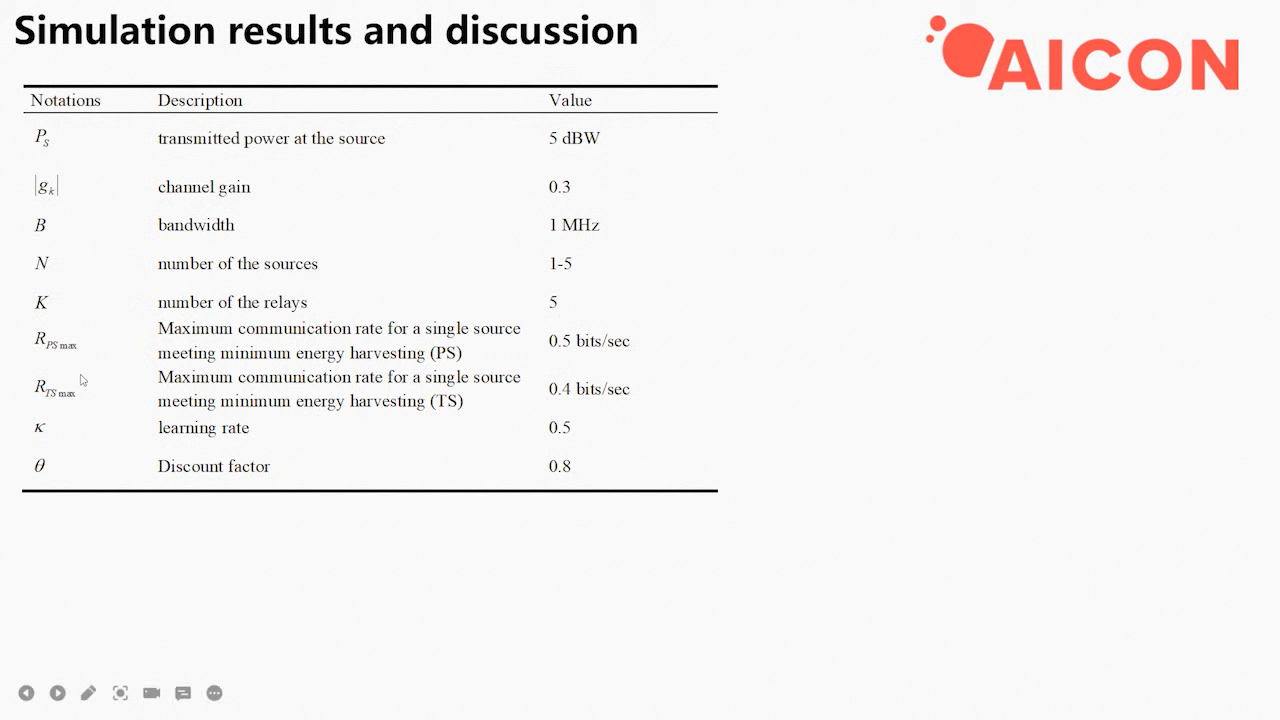 Simulation results and discussion
AICON
Notations Description Value
P_S transmitted power at the source 5 dBW
|g_k| channel gain 0.3
B bandwidth 1 MHz
N number of the sources 1-5
K number of the relays 5
R_PS max Maximum communication rate for a single source meeting minimum energy harvesting (PS) 0.5 bits/sec
R_TS max Maximum communication rate for a single source meeting minimum energy harvesting (TS) 0.4 bits/sec
κ learning rate 0.5
θ Discount factor 0.8